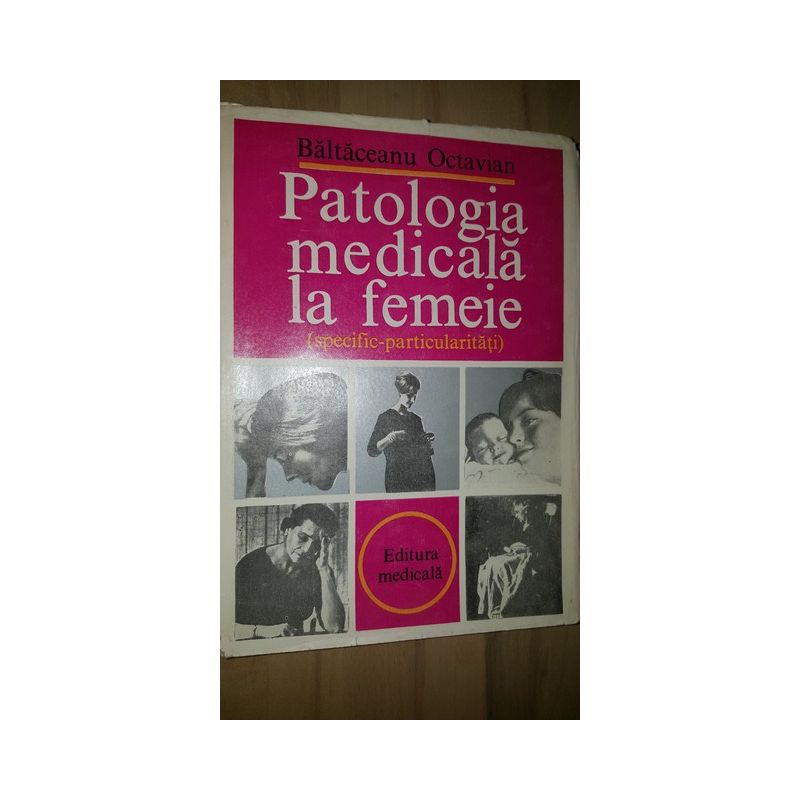 Băltăceanu Octavian
Patologia
medicală
la femeie
(specific-particularități)
Editura
medicală